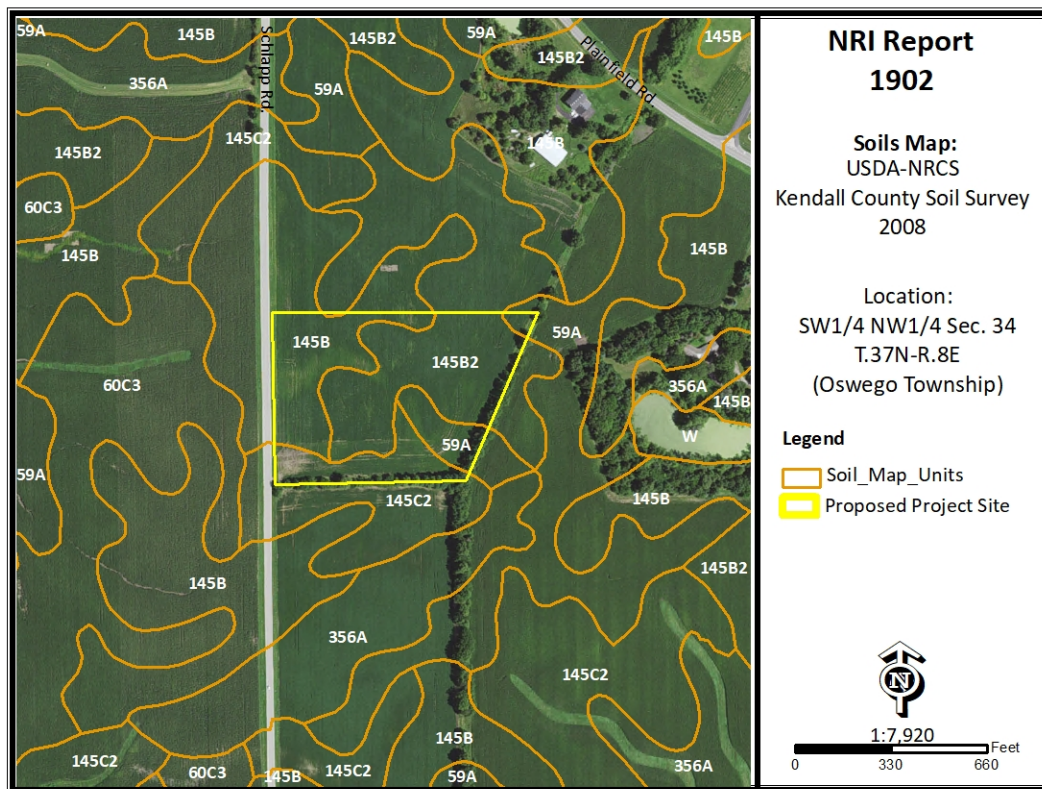 59A
145B
145B2
59A
145B
Schlapp Rd.
Plainfield Rd.
145B2
356A
59A
145C2
145B
145B2
60C3
145B
145B
145B
145B2
59A
60C3
356A
145B
W
59A
59A
145C2
145B
145B
145B2
356A
145C2
145B
145C2
60C3
145B
145C2
59A
356A
NRI Report
1902
Soils Map:
USDA-NRCS
Kendall County Soil Survey
2008
Location:
SW1/4 NW1/4 Sec. 34
T.37N-R.8E
(Oswego Township)
Legend
Soil_Map_Units
Proposed Project Site
N
1:7,920
Feet
0 330 660